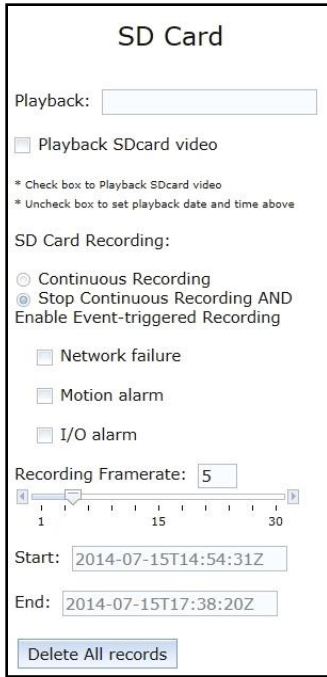 SD Card
Playback:
Playback SDcard video
* Check box to Playback SDcard video
* Uncheck box to set playback date and time above
SD Card Recording:
Continuous Recording
Stop Continuous Recording AND
Enable Event-triggered Recording
Network failure
Motion alarm
I/O alarm
Recording Framerate: 5
1 15 30
Start: 2014-07-15T14:54:31Z
End: 2014-07-15T17:38:20Z
Delete All records